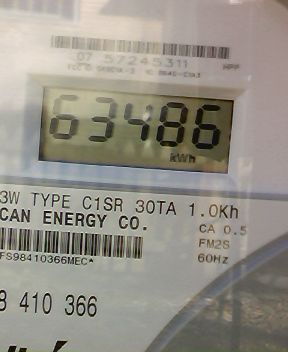 07 57245311
63486
kWh
3W TYPE C1SR 30TA 1.0Kh
CAN ENERGY CO.
CA 0.5
FM2S
FS98410366MEC*
60Hz
8 410 366